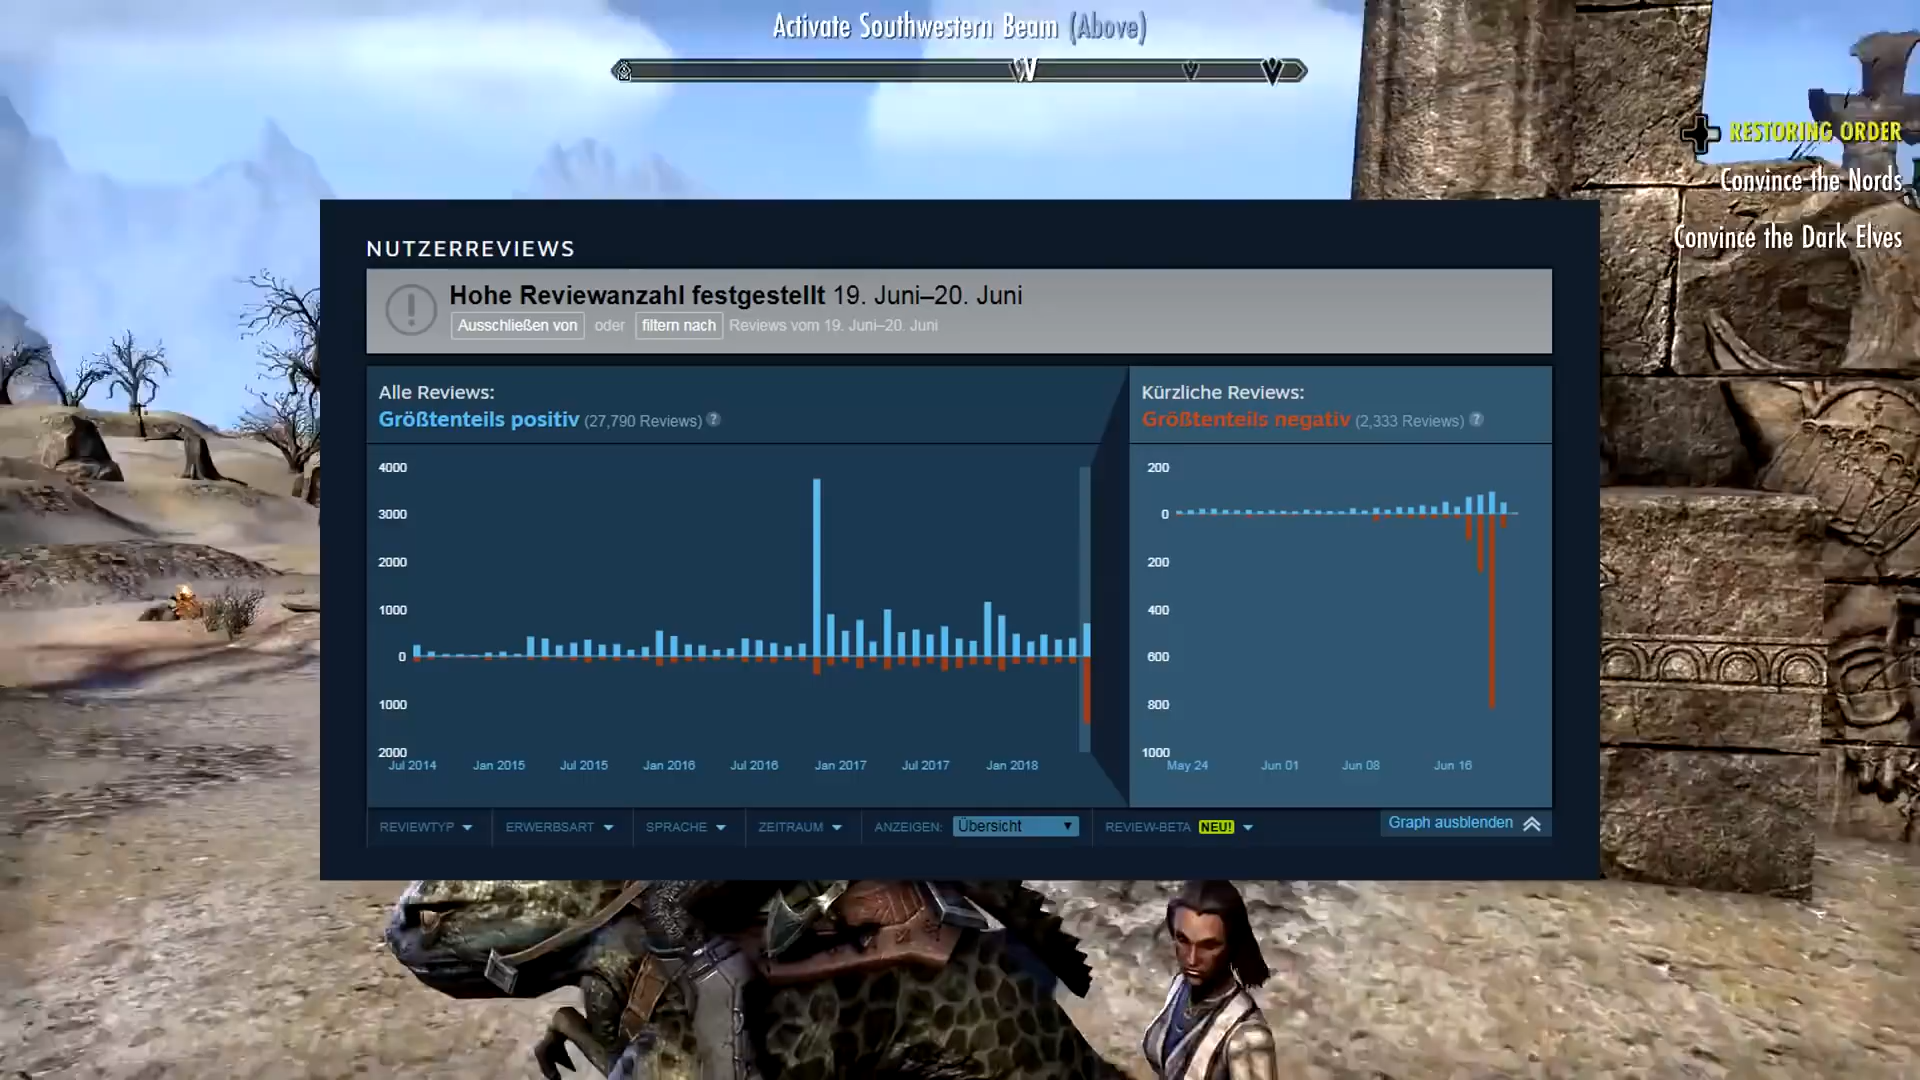 Activate Southwestern Beam (Above)
RESTORING ORDER
Convince the Nords
Convince the Dark Elves
NUTZERREVIEWS
Hohe Reviewanzahl festgestellt 19. Juni–20. Juni
Ausschließen von oder filtern nach Reviews vom 19. Juni–20. Juni
Alle Reviews:
Größtenteils positiv (27,790 Reviews) ?
4000
3000
2000
1000
0
1000
2000
Jul 2014 Jan 2015 Jul 2015 Jan 2016 Jul 2016 Jan 2017 Jul 2017 Jan 2018
Kürzliche Reviews:
Größtenteils negativ (2,333 Reviews) ?
200
0
200
400
600
800
1000
May 24 Jun 01 Jun 08 Jun 16
REVIEWTYP ERWERBSART SPRACHE ZEITRAUM ANZEIGEN: Übersicht REVIEW-BETA NEU! Graph ausblenden